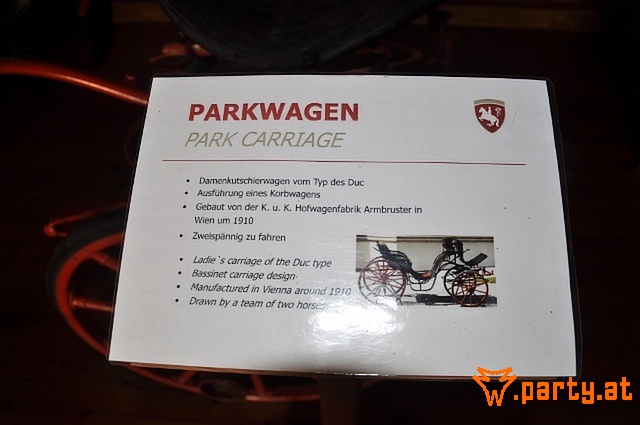 PARKWAGEN
PARK CARRIAGE
• Damenkutschierwagen vom Typ des Duc
• Ausführung eines Korbwagens
• Gebaut von der K. u. K. Hofwagenfabrik Armbruster in
Wien um 1910
• Zweispännig zu fahren
• Ladie`s carriage of the Duc type
• Bassinet carriage design
• Manufactured in Vienna around 1910
• Drawn by a team of two horses
w.party.at